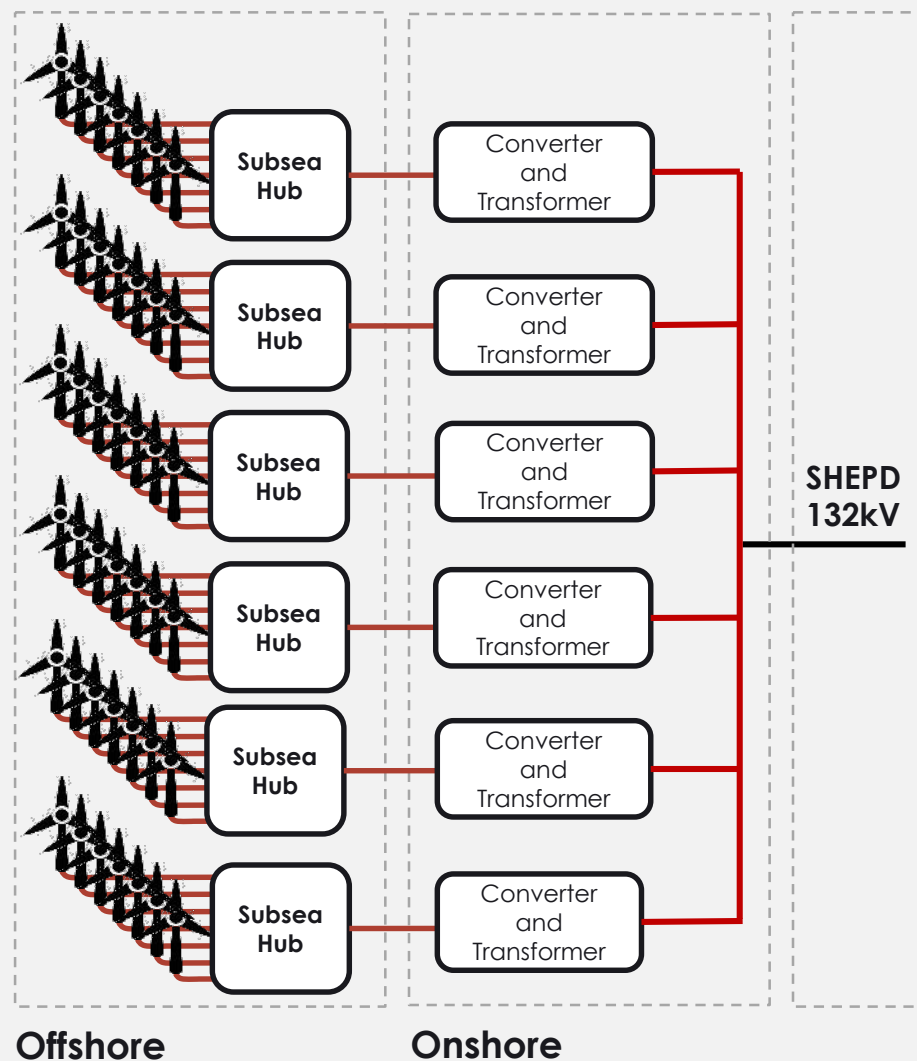 Subsea
Hub
Converter
and
Transformer
Subsea
Hub
Converter
and
Transformer
Subsea
Hub
Converter
and
Transformer
SHEPD
132kV
Subsea
Hub
Converter
and
Transformer
Subsea
Hub
Converter
and
Transformer
Subsea
Hub
Converter
and
Transformer
Offshore
Onshore